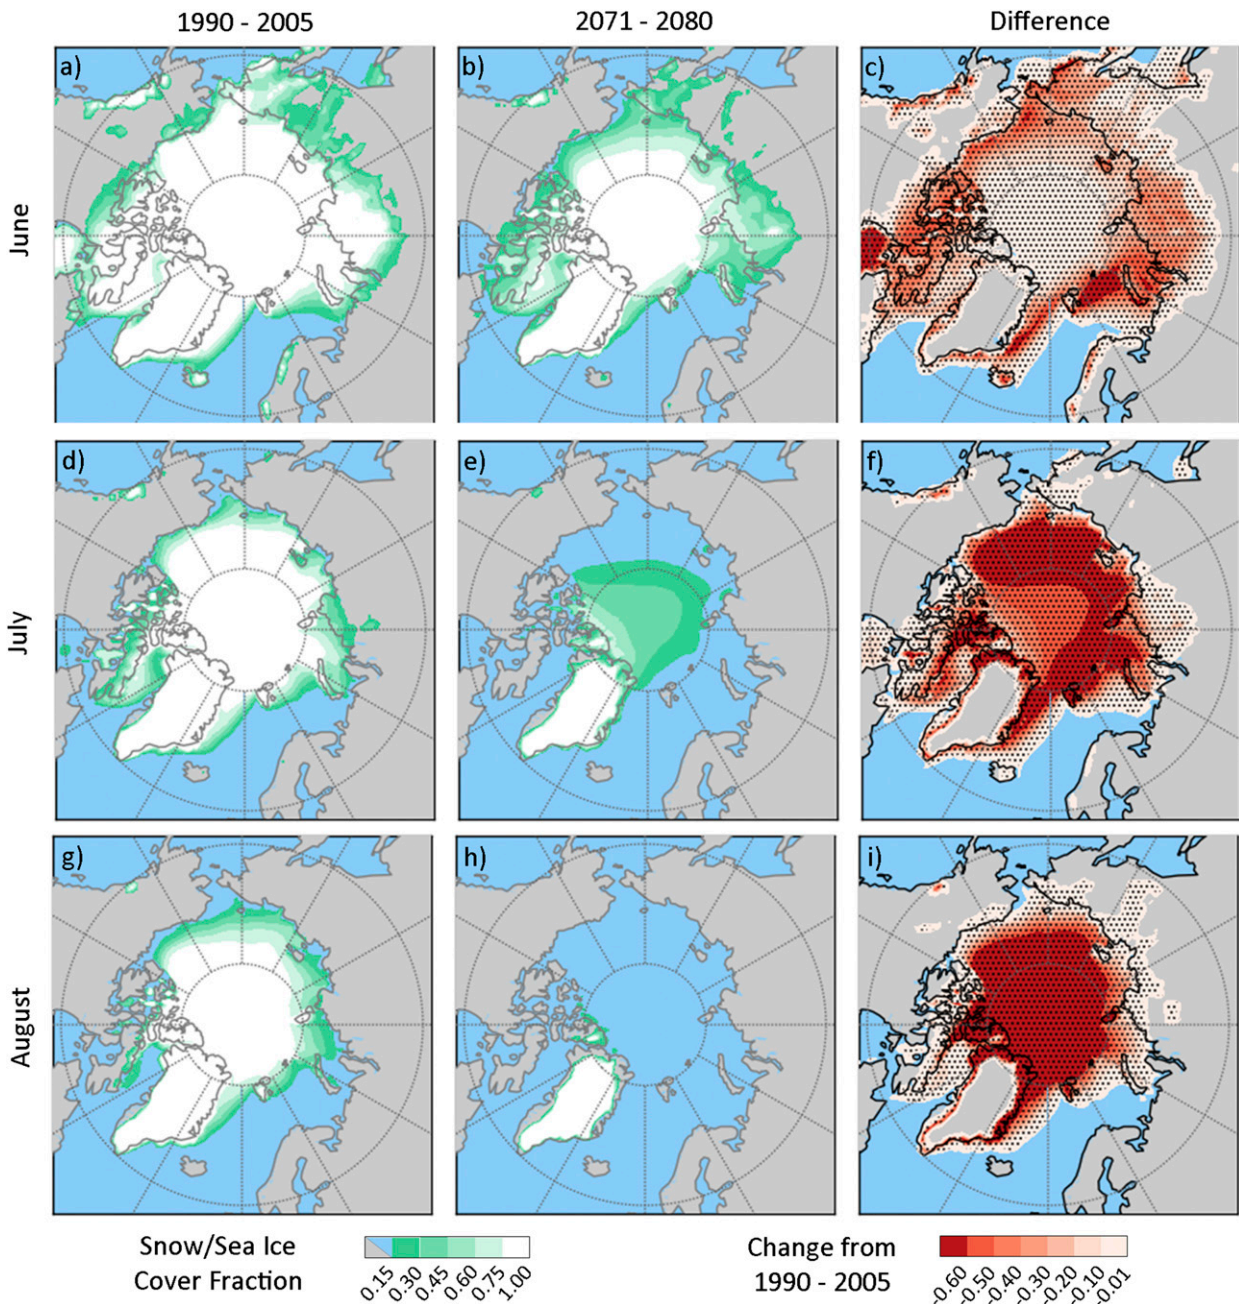 1990 - 2005 2071 - 2080 Difference
June
a) b) c)
July
d) e) f)
August
g) h) i)
Snow/Sea Ice
Cover Fraction
0.15 0.30 0.45 0.60 0.75 1.00
Change from
1990 - 2005
-0.60 -0.50 -0.40 -0.30 -0.20 -0.10 -0.01